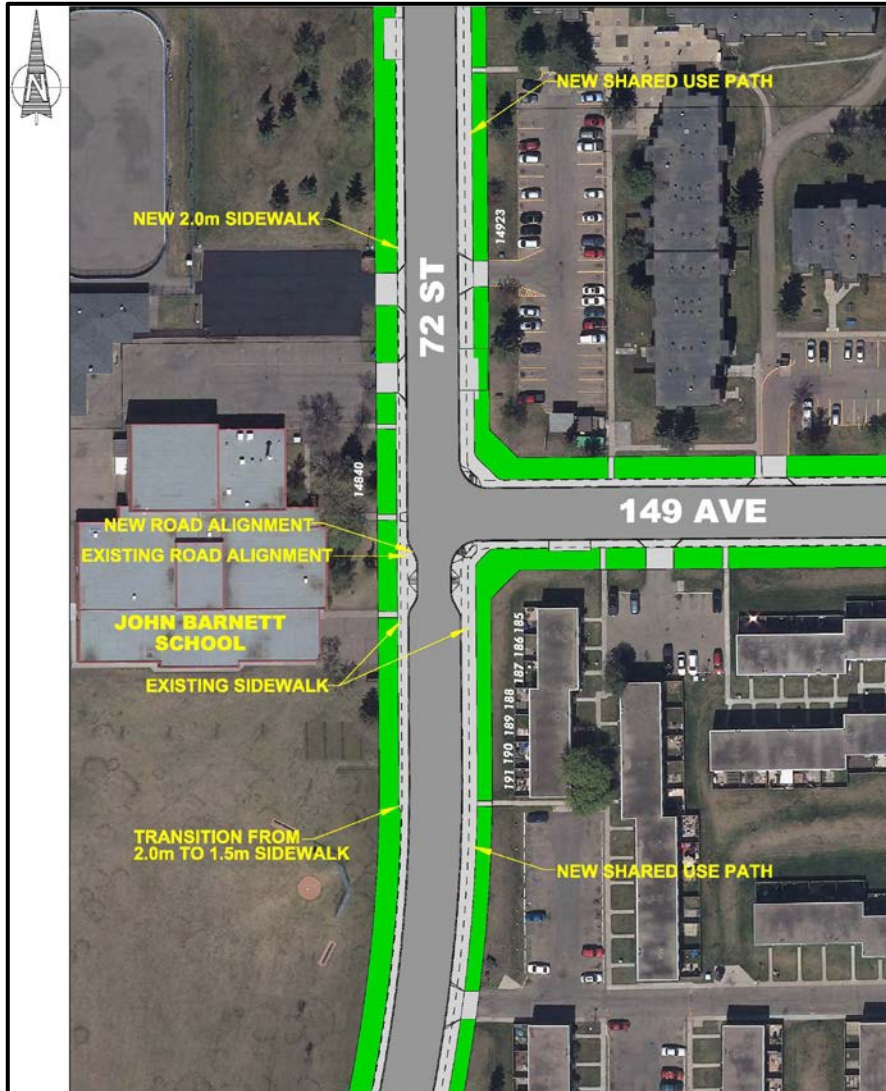 N
NEW SHARED USE PATH
NEW 2.0m SIDEWALK
14923
72 ST
14840
149 AVE
NEW ROAD ALIGNMENT
EXISTING ROAD ALIGNMENT
JOHN BARNETT
SCHOOL
EXISTING SIDEWALK
191 190 189 188 187 186 185
TRANSITION FROM
2.0m TO 1.5m SIDEWALK
NEW SHARED USE PATH